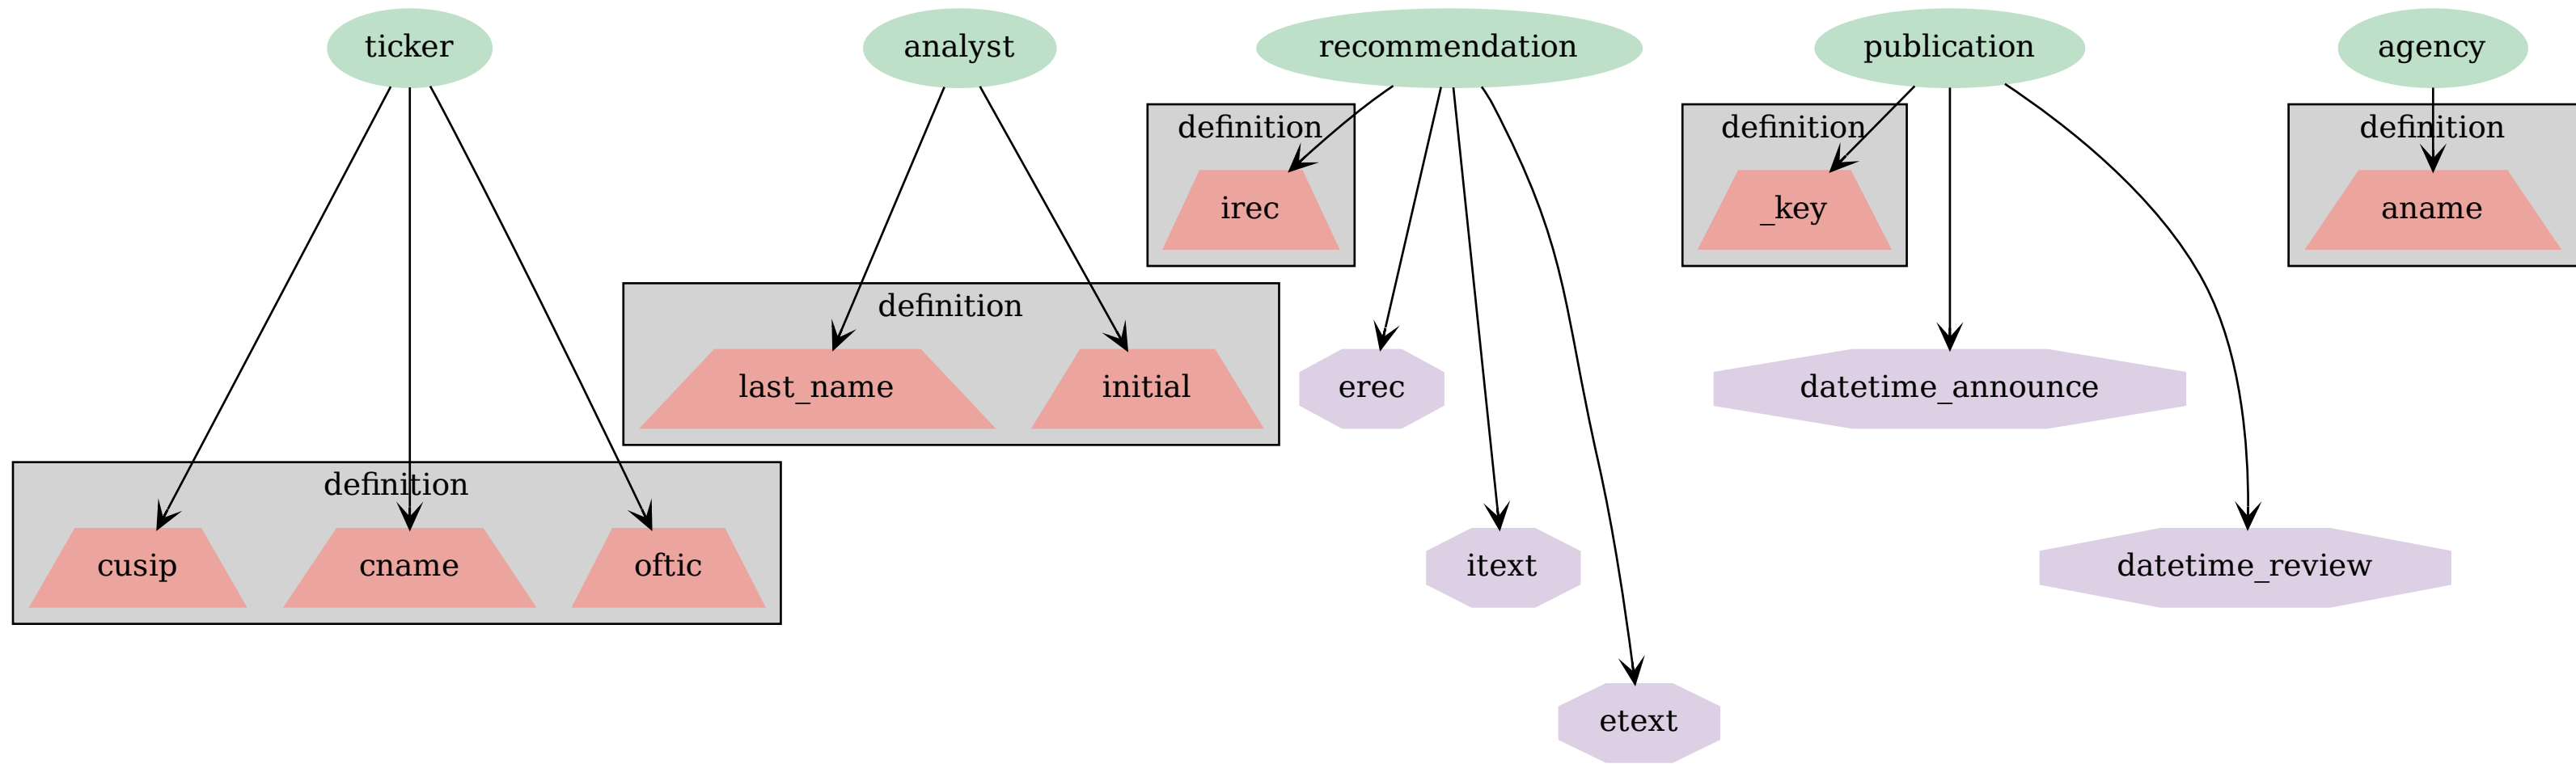 ticker
analyst
recommendation
publication
agency
definition
definition
definition
irec
_key
aname
definition
last_name
initial
erec
datetime_announce
definition
cusip
cname
oftic
itext
datetime_review
etext